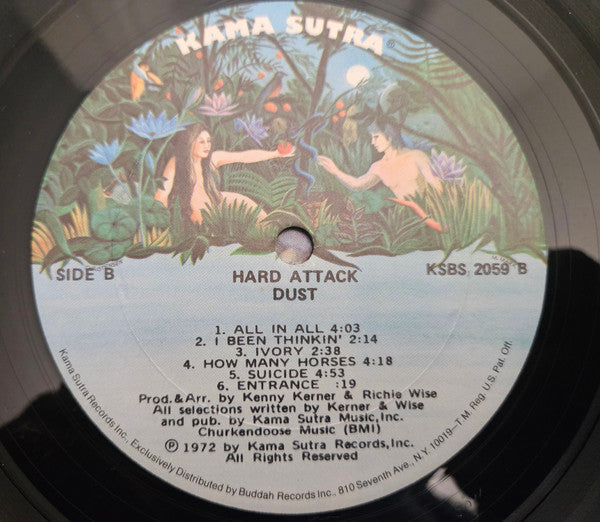 KAMA SUTRA®
SIDE B
HARD ATTACK
DUST
KSBS 2059 B
1. ALL IN ALL 4:03
2. I BEEN THINKIN' 2:14
3. IVORY 2:38
4. HOW MANY HORSES 4:18
5. SUICIDE 4:53
6. ENTRANCE :19
Prod.& Arr. by Kenny Kerner & Richie Wise
All selections written by Kerner & Wise
and pub. by Kama Sutra Music, Inc.
Churkendoose Music (BMI)
Ⓟ 1972 by Kama Sutra Records, Inc.
All Rights Reserved
Kama Sutra Records Inc., Exclusively Distributed by Buddah Records Inc., 810 Seventh Ave., N.Y. 10019–T.M. Reg. U.S. Pat. Off.